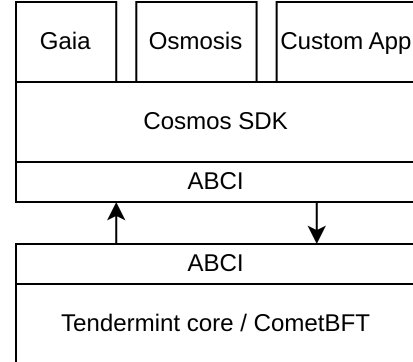 Gaia
Osmosis
Custom App
Cosmos SDK
ABCI
ABCI
Tendermint core / CometBFT